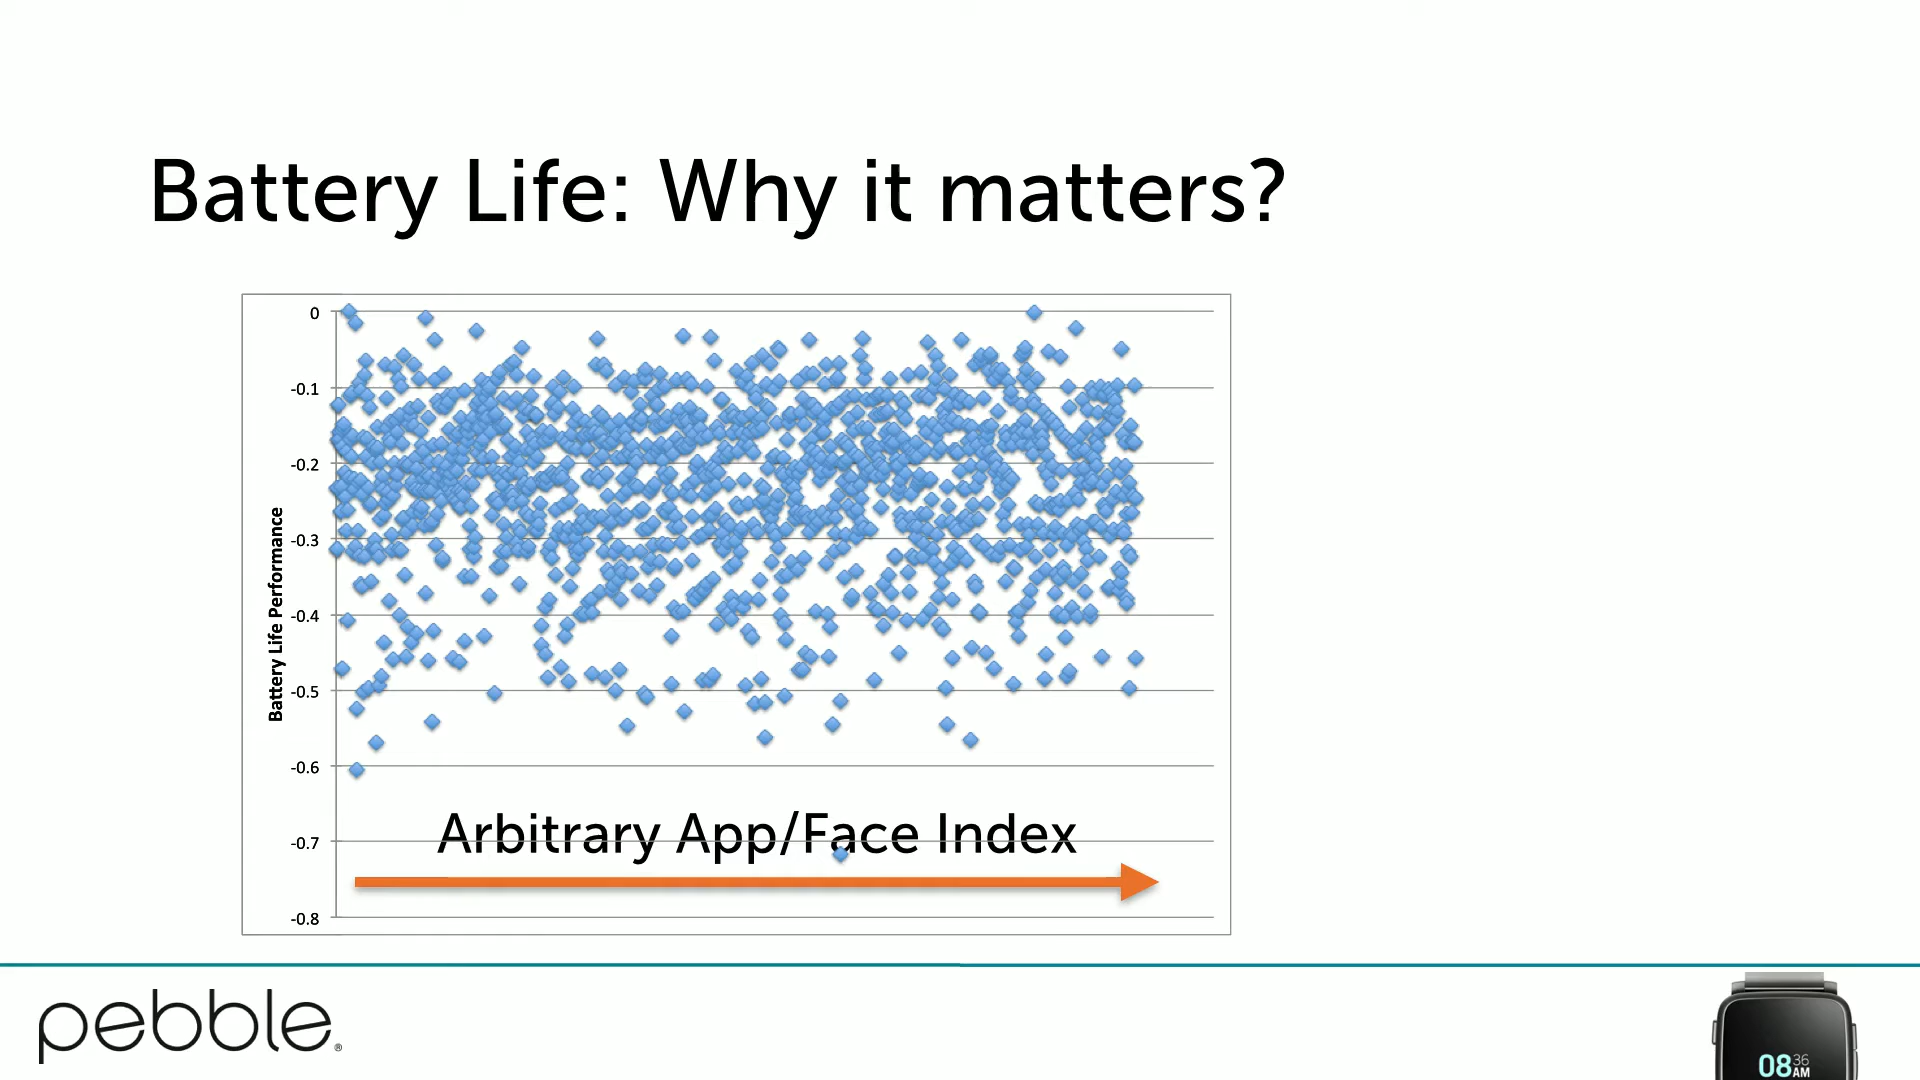 Battery Life: Why it matters?
0
-0.1
-0.2
-0.3
-0.4
-0.5
-0.6
-0.7
-0.8
Battery Life Performance
Arbitrary App/Face Index
pebble®
08 36 AM